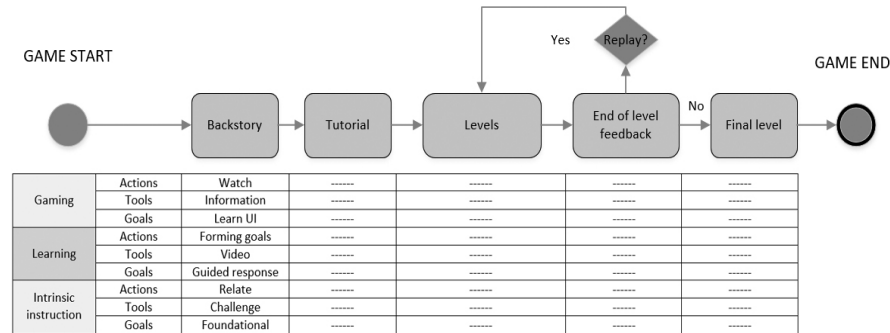 Yes
Replay?
GAME START
GAME END
Backstory
Tutorial
Levels
End of level
feedback
No
Final level
Gaming Actions Watch ------ ------ ------ ------
Tools Information ------ ------ ------ ------
Goals Learn UI ------ ------ ------ ------
Learning Actions Forming goals ------ ------ ------ ------
Tools Video ------ ------ ------ ------
Goals Guided response ------ ------ ------ ------
Intrinsic
instruction Actions Relate ------ ------ ------ ------
Tools Challenge ------ ------ ------ ------
Goals Foundational ------ ------ ------ ------